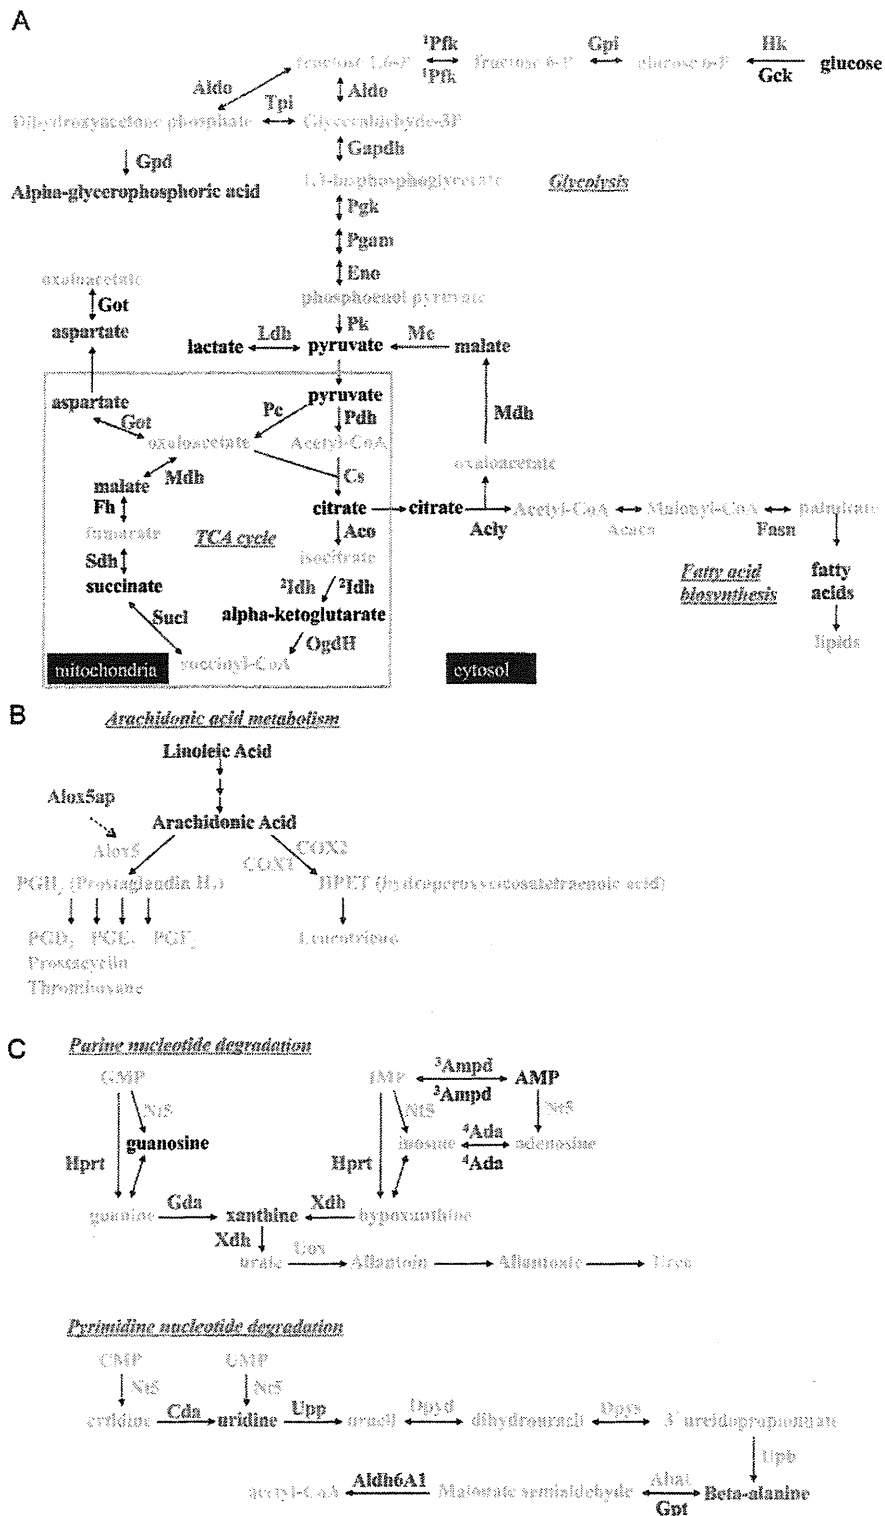 A
¹Pfk Gpi Hk
fructose 1,6-P fructose 6-P glucose 6-P glucose
¹Pfk Gck
Aldo Aldo
Tpi
Dihydroxyacetone phosphate Glyceraldehyde-3P
Gpd Gapdh
Alpha-glycerophosphoric acid 1,3-bisphosphoglycerate Glycolysis
Pgk
Pgam
oxaloacetate Eno
phosphoenol pyruvate
Got
Pk
aspartate Ldh Me
lactate pyruvate malate
aspartate pyruvate
Pc Pdh Mdh
Got
oxaloacetate Acetyl-CoA
oxaloacetate
Mdh Cs
malate
Fh citrate citrate Acetyl-CoA Malonyl-CoA palmitate
Aco Acly Acaca Fasn
fumarate TCA cycle
isocitrate
Sdh Fatty acid fatty
succinate ²Idh ²Idh biosynthesis acids
alpha-ketoglutarate
Sucl
OgdH lipids
mitochondria succinyl-CoA cytosol
B
Arachidonic acid metabolism
Linoleic Acid
Alox5ap
Arachidonic Acid
Alox5 COX2
COX1
PGH₂ (Prostaglandin H₂) HPET (hydroperoxyeicosatetraenoic acid)
PGD₂ PGE₂ PGF₂
Prostacyclin
Thromboxane
C
Purine nucleotide degradation
³Ampd
GMP IMP AMP
³Ampd
Nt5 Nt5 Nt5
guanosine ⁴Ada
inosine adenosine
Hprt Hprt ⁴Ada
Gda Xdh
guanine xanthine hypoxanthine
Xdh
Uox
urate Allantoin Urea
Pyrimidine nucleotide degradation
CMP UMP
Nt5 Nt5
Cda Upp Dpyd Dpys
cytidine uridine uracil dihydrouracil 3`ureidopropionate
Upb
Aldh6A1 Abat
acetyl-CoA Malonate semialdehyde Beta-alanine
Gpt